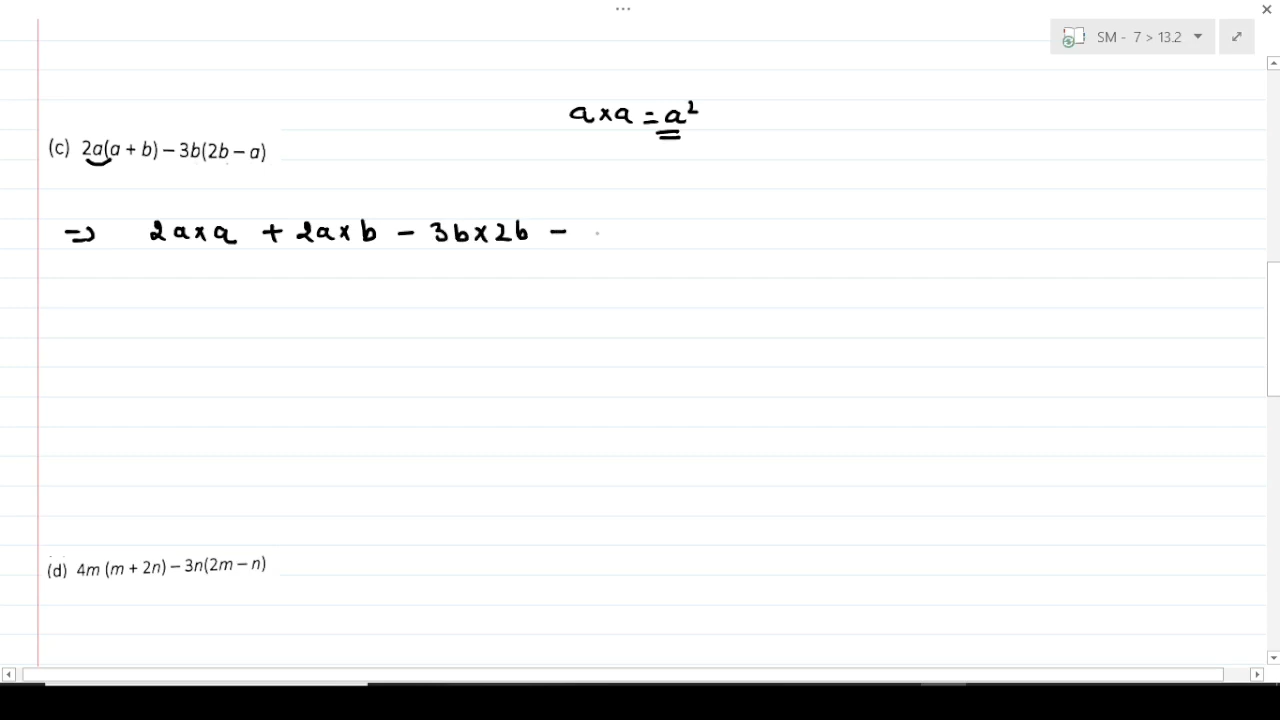 SM - 7 > 13.2
a × a = a²
(c) 2a(a + b) – 3b(2b – a)
⇒ 2a × a + 2a × b - 3b × 2b -
(d) 4m (m + 2n) – 3n(2m – n)